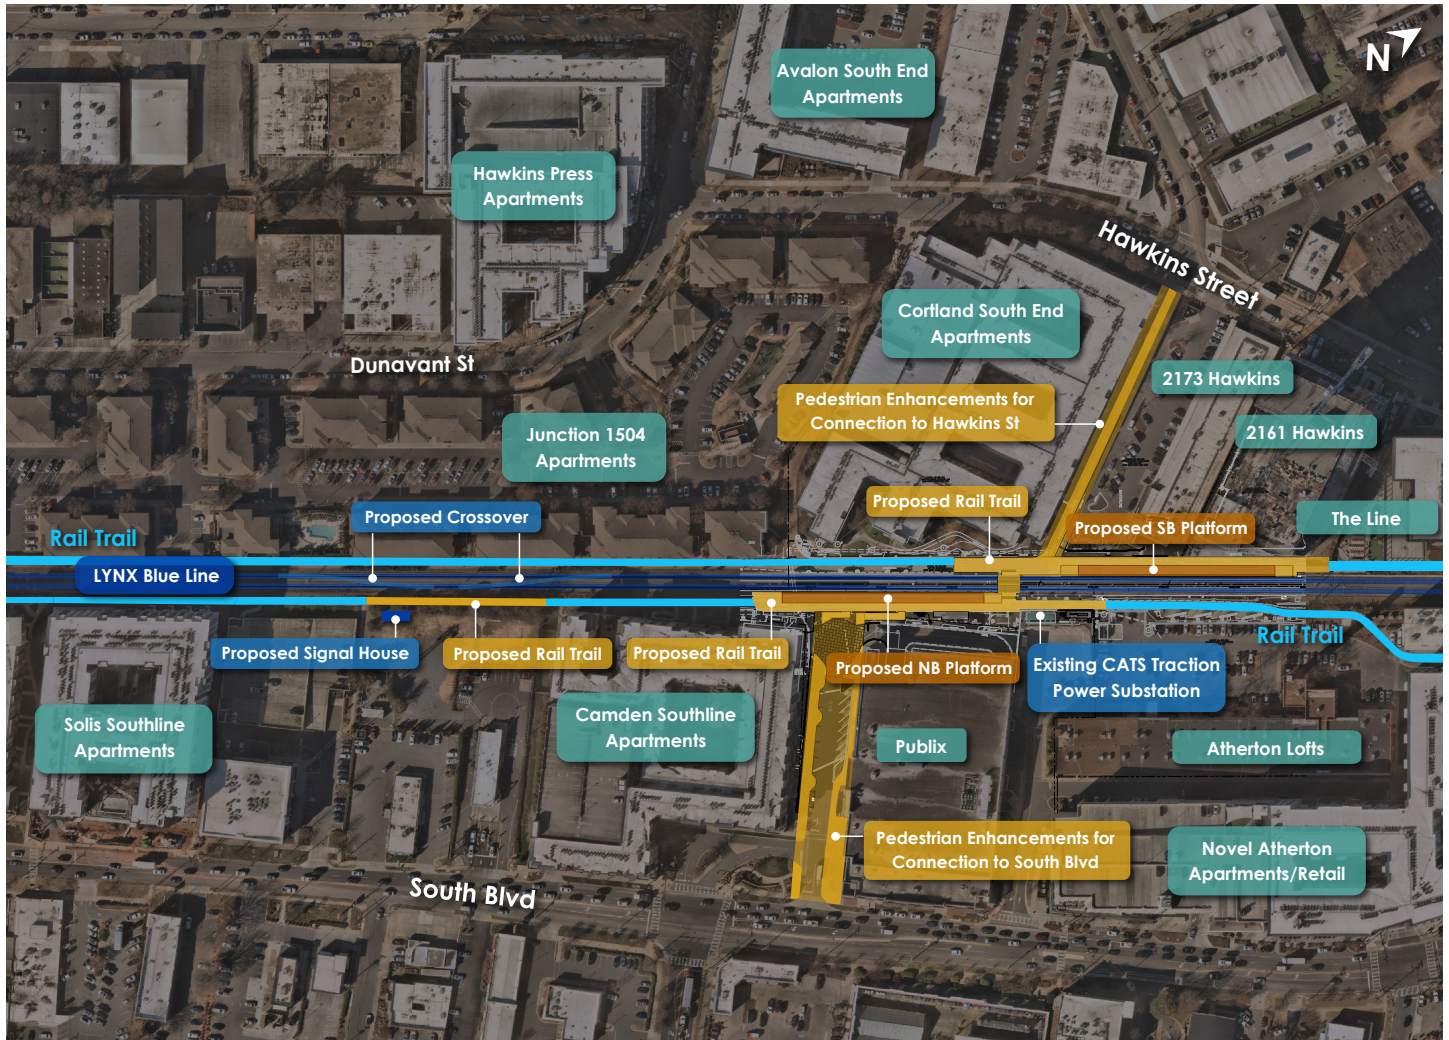 N
Avalon South End
Apartments
Hawkins Press
Apartments
Hawkins Street
Cortland South End
Apartments
Dunavant St
2173 Hawkins
Pedestrian Enhancements for
Connection to Hawkins St
Junction 1504
Apartments
2161 Hawkins
Proposed Rail Trail
Proposed Crossover
Proposed SB Platform
The Line
Rail Trail
LYNX Blue Line
Rail Trail
Proposed Signal House
Proposed Rail Trail
Proposed Rail Trail
Proposed NB Platform
Existing CATS Traction
Power Substation
Solis Southline
Apartments
Camden Southline
Apartments
Publix
Atherton Lofts
Pedestrian Enhancements for
Connection to South Blvd
Novel Atherton
Apartments/Retail
South Blvd